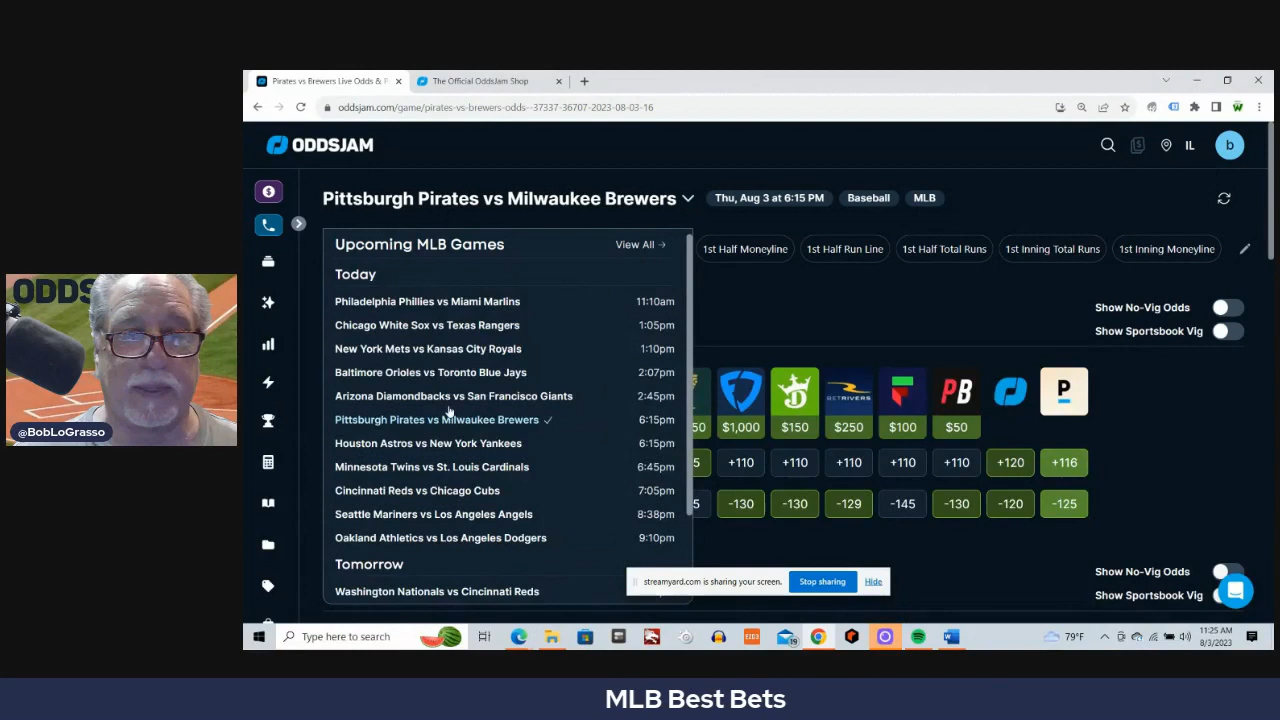 Pirates vs Brewers Live Odds & P
The Official OddsJam Shop
oddsjam.com/game/pirates-vs-brewers-odds--37337-36707-2023-08-03-16
ODDSJAM
IL
b
Pittsburgh Pirates vs Milwaukee Brewers
Thu, Aug 3 at 6:15 PM
Baseball
MLB
Upcoming MLB Games
View All →
1st Half Moneyline
1st Half Run Line
1st Half Total Runs
1st Inning Total Runs
1st Inning Moneyline
Today
Philadelphia Phillies vs Miami Marlins 11:10am
Chicago White Sox vs Texas Rangers 1:05pm
New York Mets vs Kansas City Royals 1:10pm
Baltimore Orioles vs Toronto Blue Jays 2:07pm
Arizona Diamondbacks vs San Francisco Giants 2:45pm
Pittsburgh Pirates vs Milwaukee Brewers 6:15pm
Houston Astros vs New York Yankees 6:15pm
Minnesota Twins vs St. Louis Cardinals 6:45pm
Cincinnati Reds vs Chicago Cubs 7:05pm
Seattle Mariners vs Los Angeles Angels 8:38pm
Oakland Athletics vs Los Angeles Dodgers 9:10pm
Tomorrow
Washington Nationals vs Cincinnati Reds
Show No-Vig Odds
Show Sportsbook Vig
BETRIVERS
PB
P
50 $1,000 $150 $250 $100 $50
5 +110 +110 +110 +110 +110 +120 +116
5 -130 -130 -129 -145 -130 -120 -125
Show No-Vig Odds
Show Sportsbook Vig
streamyard.com is sharing your screen.
Stop sharing
Hide
ODDS
@BobLoGrasso
Type here to search
19
79°F
11:25 AM
8/3/2023
MLB Best Bets